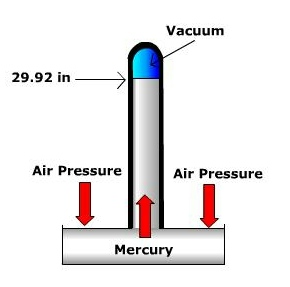 Vacuum
29.92 in
Air Pressure
Air Pressure
Mercury